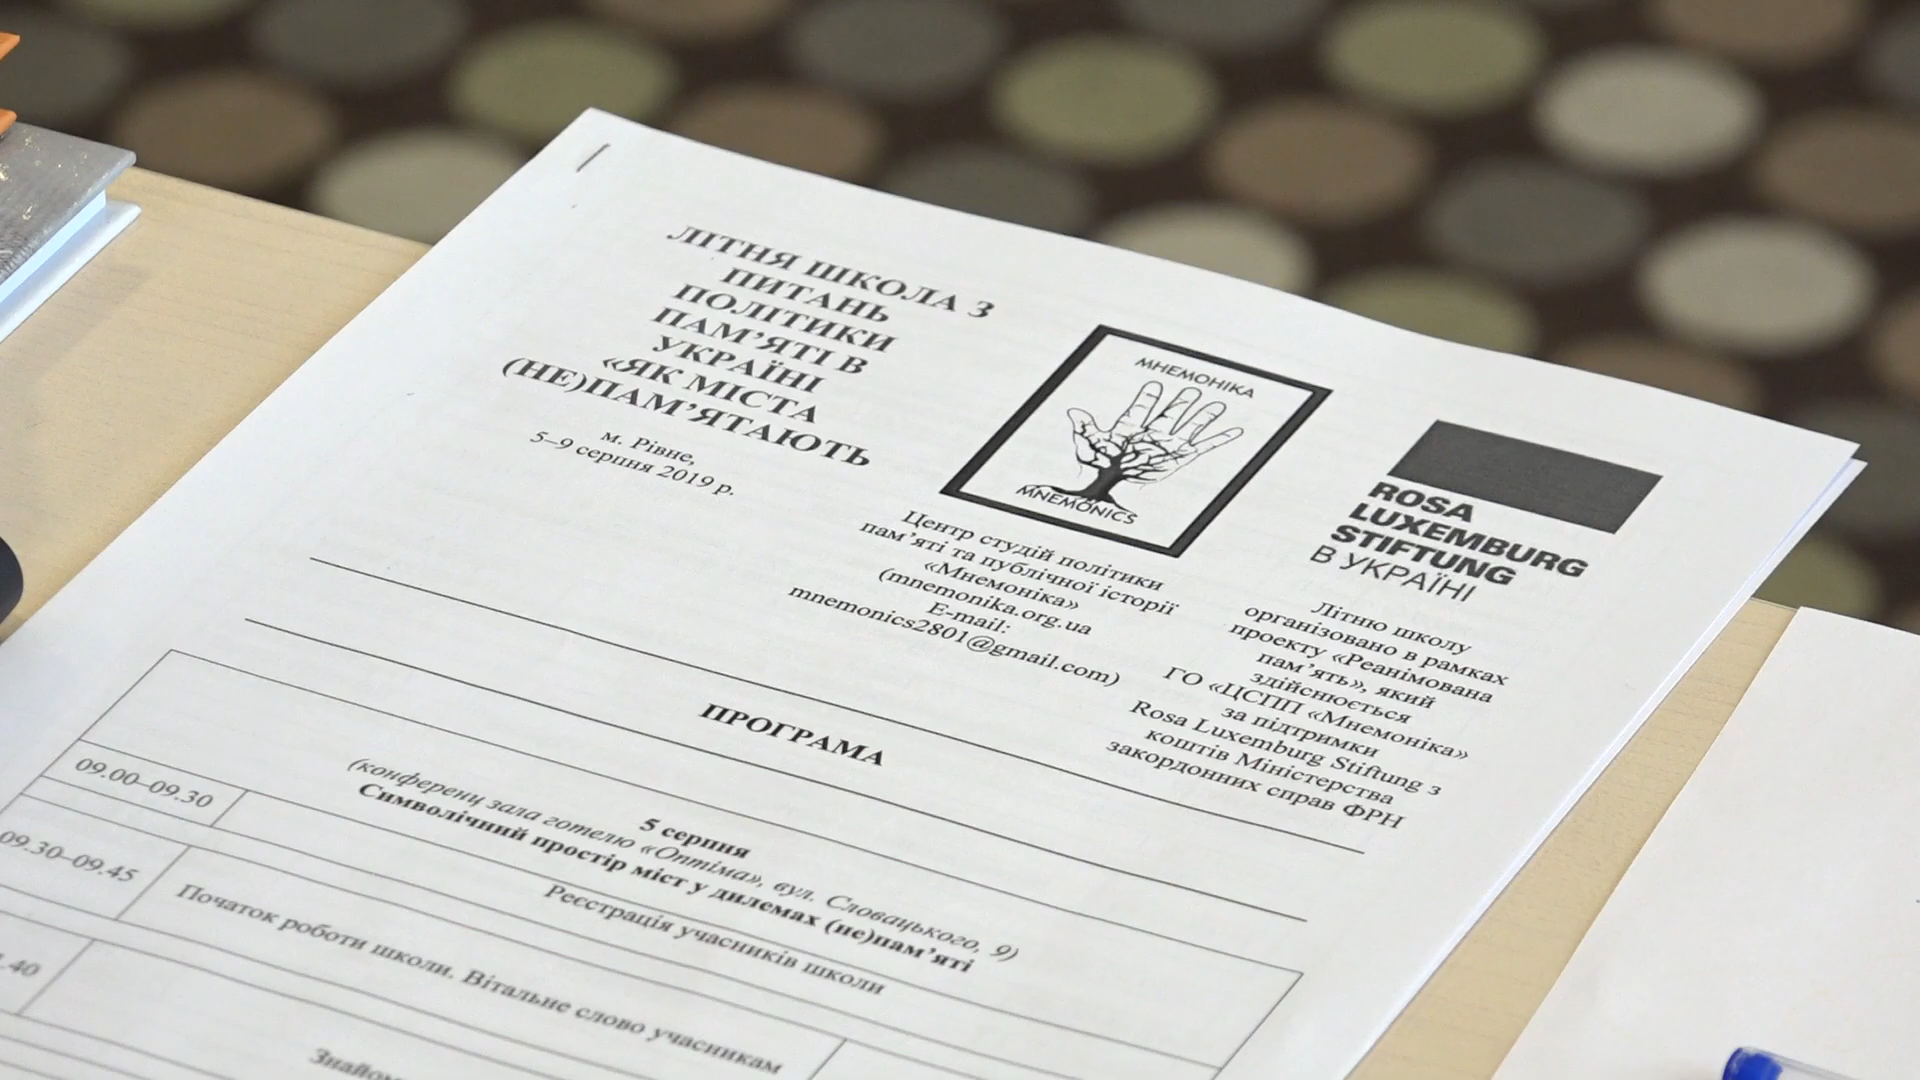 ЛІТНЯ ШКОЛА З
ПИТАНЬ
ПОЛІТИКИ
ПАМ’ЯТІ В
УКРАЇНІ
«ЯК МІСТА
(НЕ)ПАМ’ЯТАЮТЬ
м. Рівне,
5–9 серпня 2019 р.
МНЕМОНІКА
MNEMONICS
Центр студій політики
пам’яті та публічної історії
«Мнемоніка»
(mnemonika.org.ua
E-mail:
mnemonics2801@gmail.com)
ROSA
LUXEMBURG
STIFTUNG
В УКРАЇНІ
Літню школу
організовано в рамках
проекту «Реанімована
пам’ять», який
здійснюється
ГО «ЦСПП «Мнемоніка»
за підтримки
Rosa Luxemburg Stiftung з
коштів Міністерства
закордонних справ ФРН
ПРОГРАМА
5 серпня
(конференц зала готелю «Оптіма», вул. Словацького, 9)
Символічний простір міст у дилемах (не)пам’яті
09.00–09.30
Реєстрація учасників школи
09.30–09.45
Початок роботи школи. Вітальне слово учасникам
.40